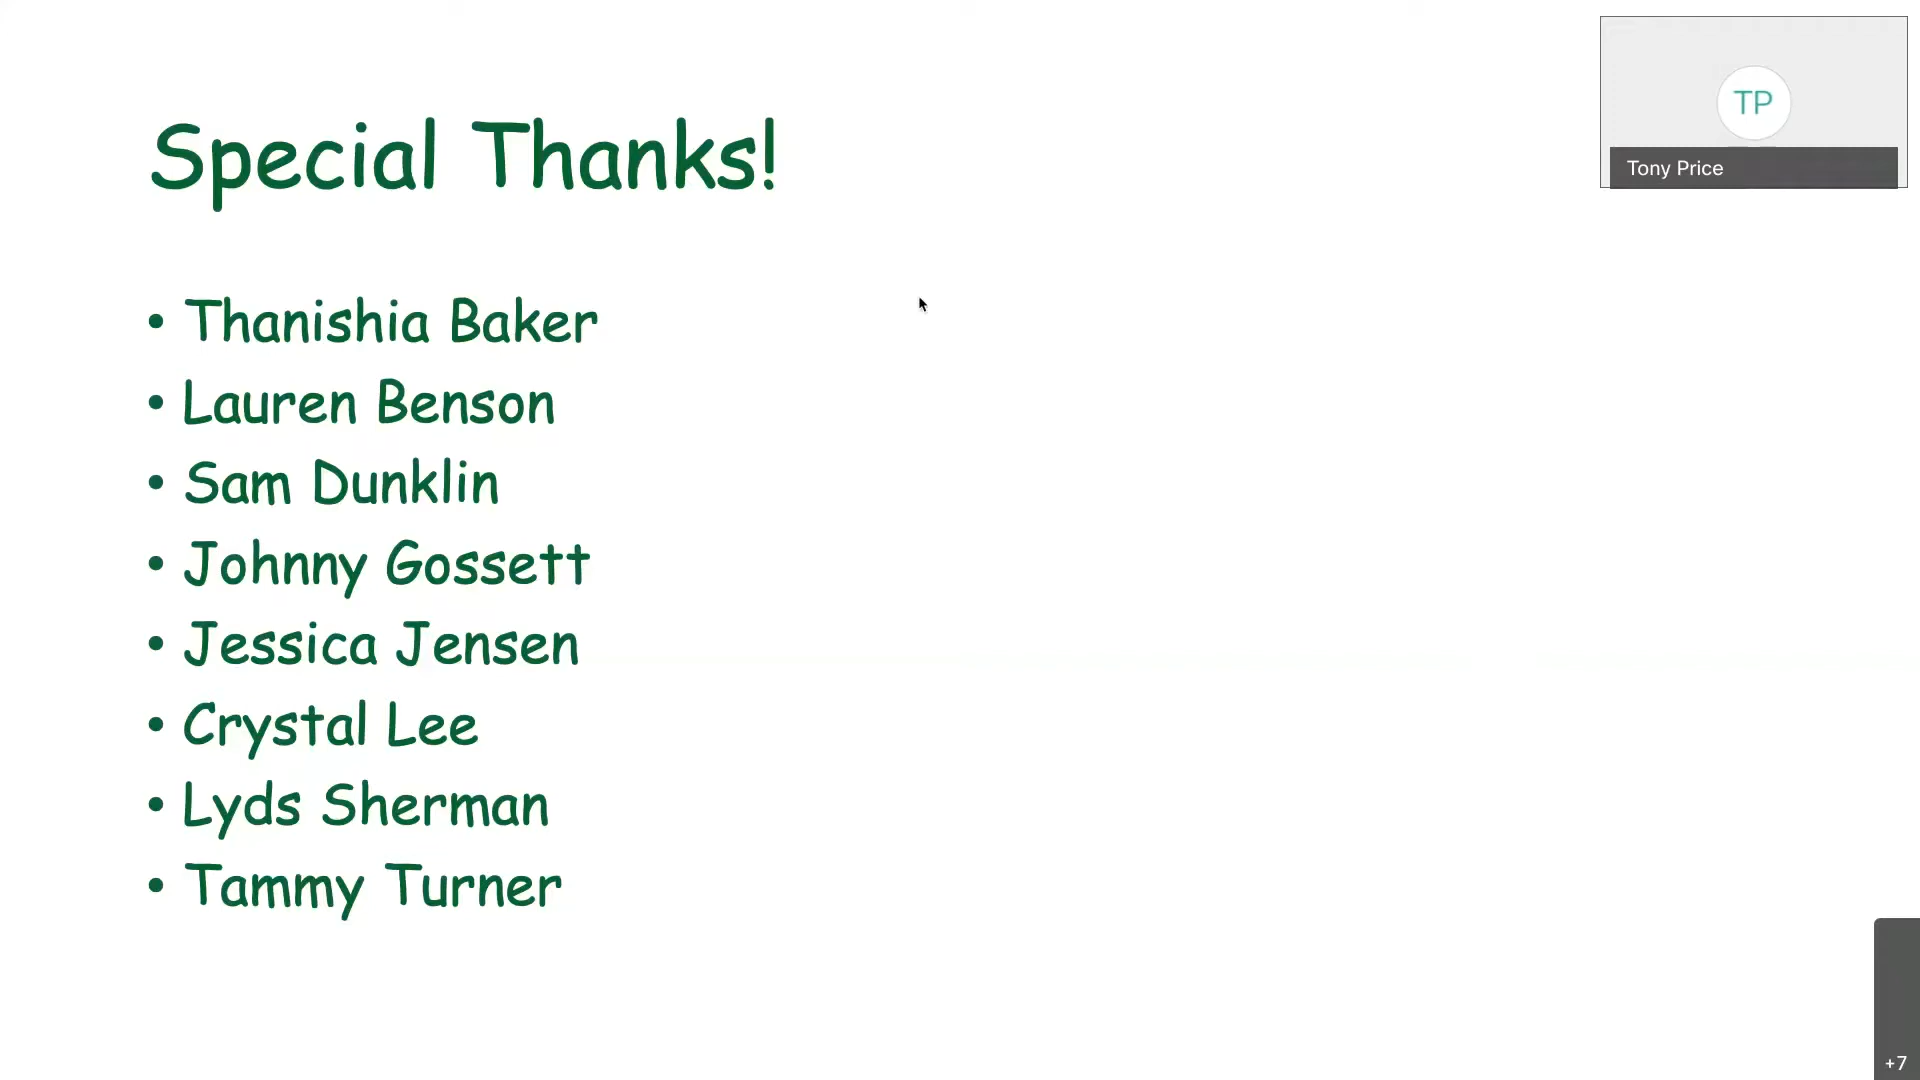 Special Thanks!
• Thanishia Baker
• Lauren Benson
• Sam Dunklin
• Johnny Gossett
• Jessica Jensen
• Crystal Lee
• Lyds Sherman
• Tammy Turner
TP
Tony Price
+7